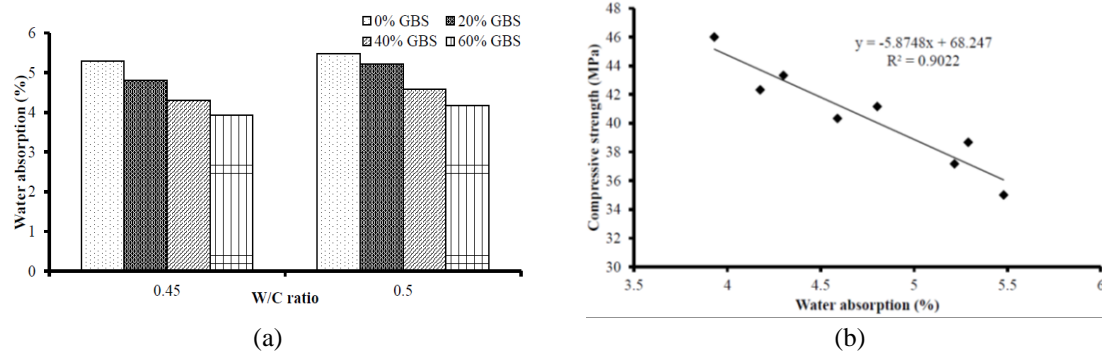 0% GBS 20% GBS
40% GBS 60% GBS
6
5
4
3
2
1
0
Water absorption (%)
0.45 0.5
W/C ratio
(a)
48
46
44
42
40
38
36
34
32
30
Compressive strength (MPa)
y = -5.8748x + 68.247
R² = 0.9022
3.5 4 4.5 5 5.5 6
Water absorption (%)
(b)